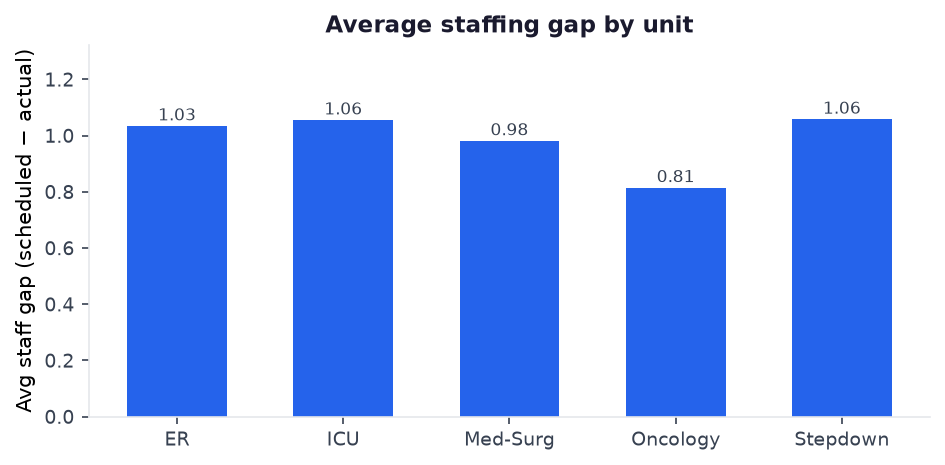 Average staffing gap by unit
Avg staff gap (scheduled − actual)
1.2
1.0
0.8
0.6
0.4
0.2
0.0
1.03
1.06
0.98
0.81
1.06
ER
ICU
Med-Surg
Oncology
Stepdown